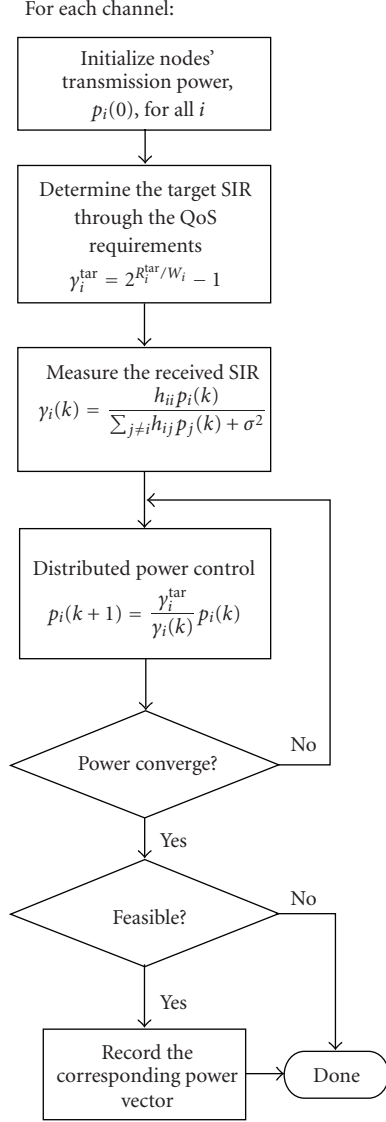 For each channel:
Initialize nodes'
transmission power,
p_i(0), for all i
Determine the target SIR
through the QoS
requirements
γ_i^tar = 2^{R_i^tar/W_i} − 1
Measure the received SIR
γ_i(k) = h_ii p_i(k) / (∑_{j≠i} h_ij p_j(k) + σ^2)
Distributed power control
p_i(k + 1) = γ_i^tar / γ_i(k) p_i(k)
Power converge?
No
Yes
Feasible?
No
Yes
Record the
corresponding power
vector
Done